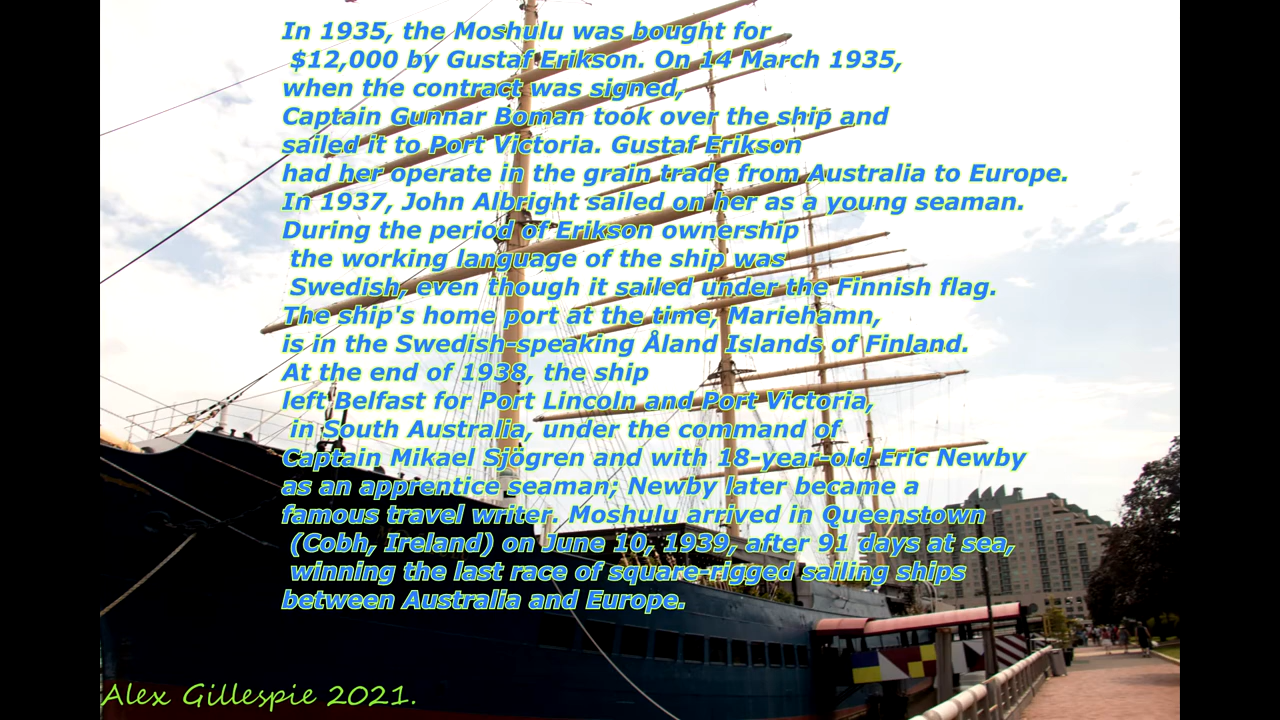 In 1935, the Moshulu was bought for
$12,000 by Gustaf Erikson. On 14 March 1935,
when the contract was signed,
Captain Gunnar Boman took over the ship and
sailed it to Port Victoria. Gustaf Erikson
had her operate in the grain trade from Australia to Europe.
In 1937, John Albright sailed on her as a young seaman.
During the period of Erikson ownership
the working language of the ship was
Swedish, even though it sailed under the Finnish flag.
The ship's home port at the time, Mariehamn,
is in the Swedish-speaking Åland Islands of Finland.
At the end of 1938, the ship
left Belfast for Port Lincoln and Port Victoria,
in South Australia, under the command of
Captain Mikael Sjögren and with 18-year-old Eric Newby
as an apprentice seaman; Newby later became a
famous travel writer. Moshulu arrived in Queenstown
(Cobh, Ireland) on June 10, 1939, after 91 days at sea,
winning the last race of square-rigged sailing ships
between Australia and Europe.
Alex Gillespie 2021.